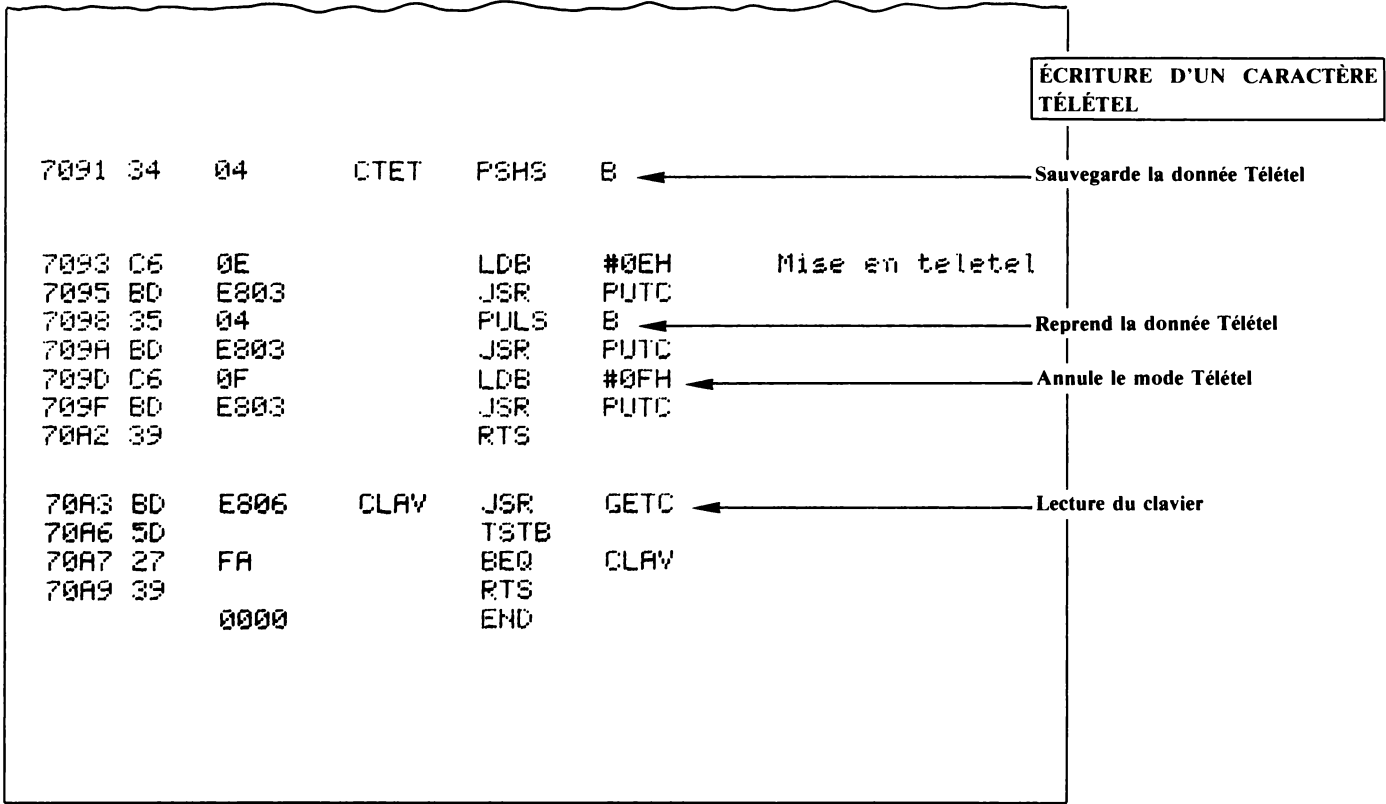 ÉCRITURE D'UN CARACTÈRE
TÉLÉTEL
7091 34 04 CTET PSHS B Sauvegarde la donnée Télétel
7093 C6 0E LDB #0EH Mise en teletel
7095 BD E803 JSR PUTC
7098 35 04 PULS B Reprend la donnée Télétel
709A BD E803 JSR PUTC
709D C6 0F LDB #0FH Annule le mode Télétel
709F BD E803 JSR PUTC
70A2 39 RTS
70A3 BD E806 CLAV JSR GETC Lecture du clavier
70A6 5D TSTB
70A7 27 FA BEQ CLAV
70A9 39 RTS
0000 END